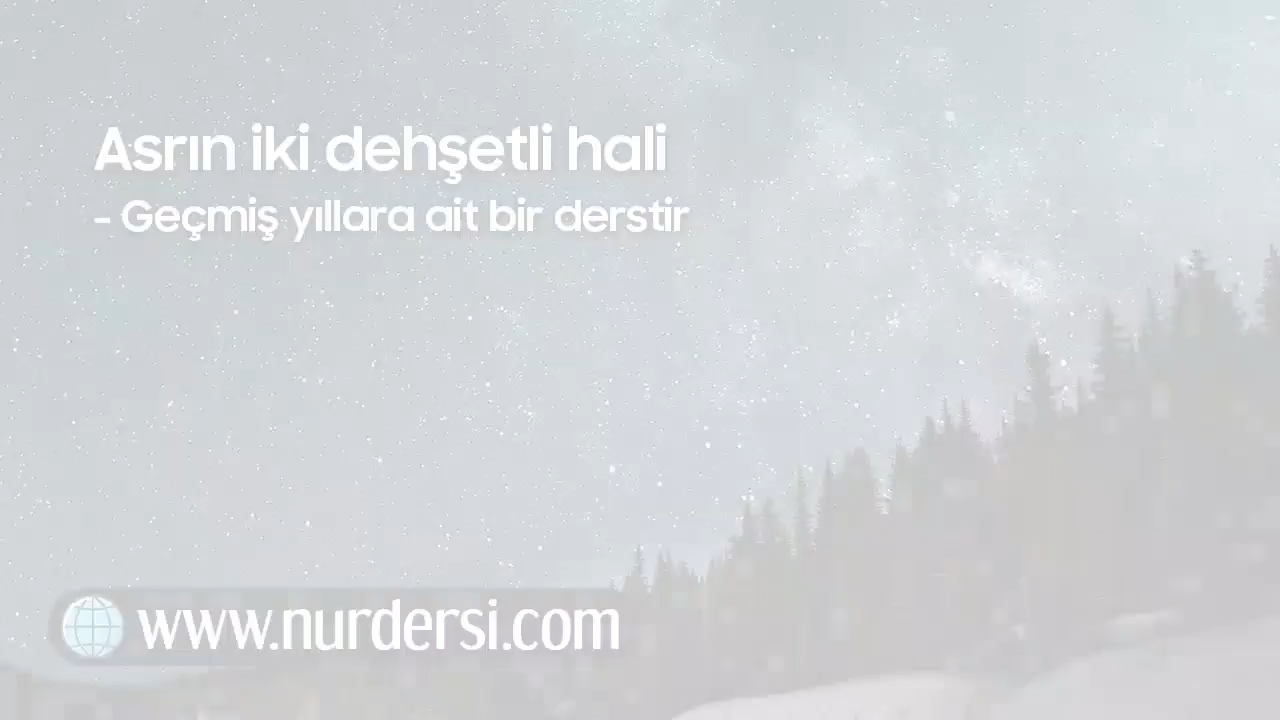 Asrın iki dehşetli hali
- Geçmiş yıllara ait bir derstir
www.nurdersi.com